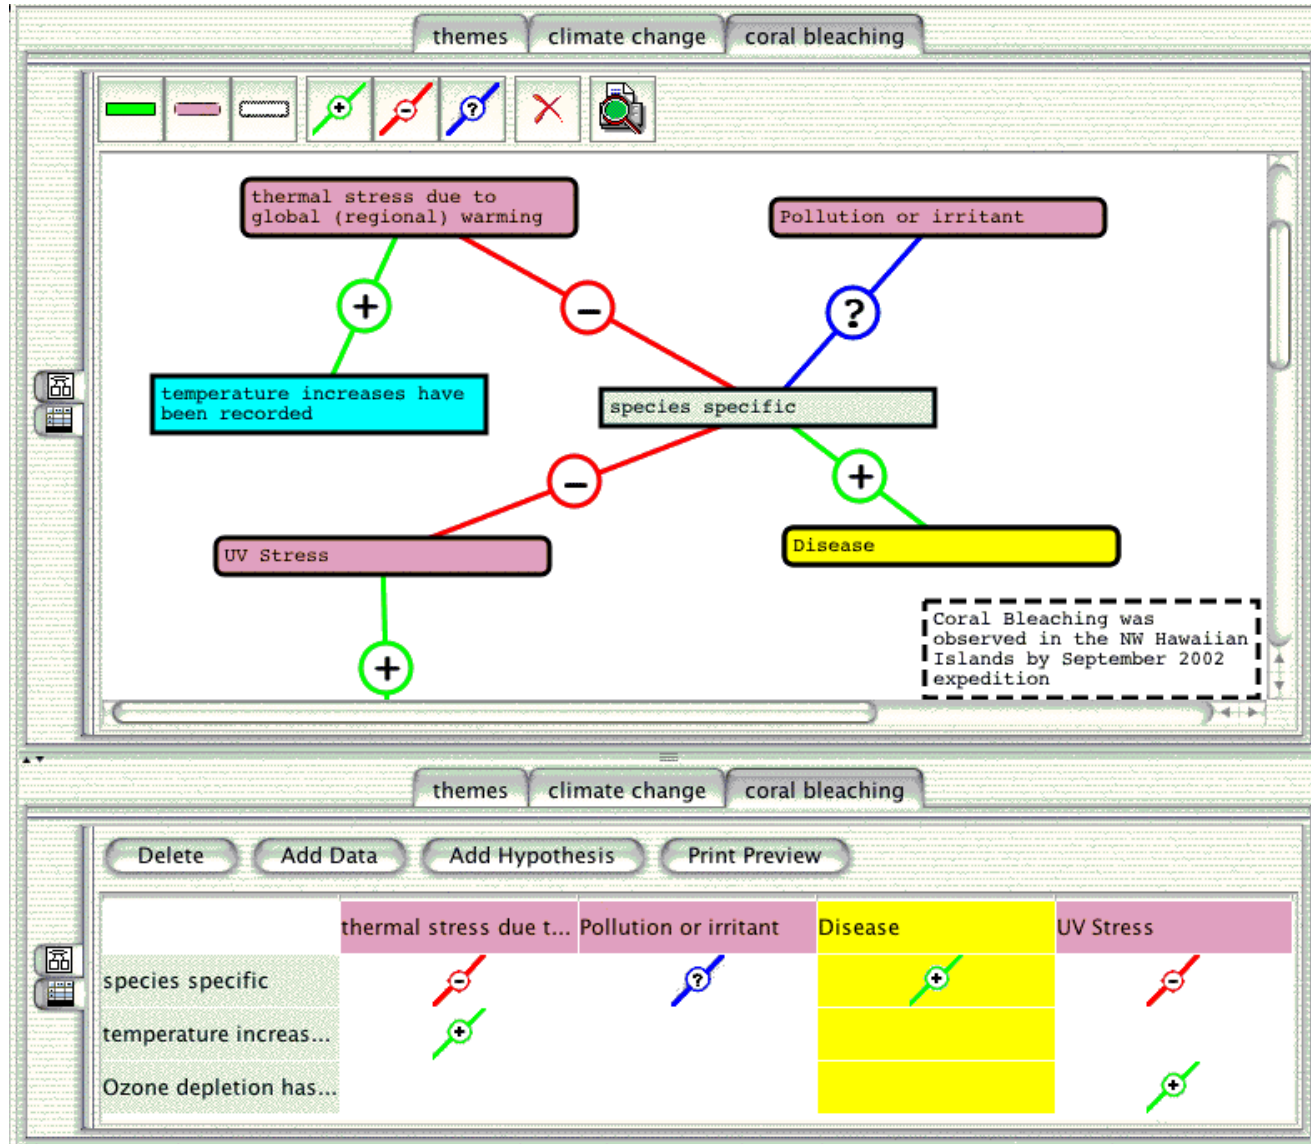 themes climate change coral bleaching
thermal stress due to
global (regional) warming
Pollution or irritant
+
−
?
temperature increases have
been recorded
species specific
−
+
UV Stress
Disease
+
Coral Bleaching was
observed in the NW Hawaiian
Islands by September 2002
expedition
themes climate change coral bleaching
Delete Add Data Add Hypothesis Print Preview
thermal stress due t... Pollution or irritant Disease UV Stress
species specific
temperature increas...
Ozone depletion has...